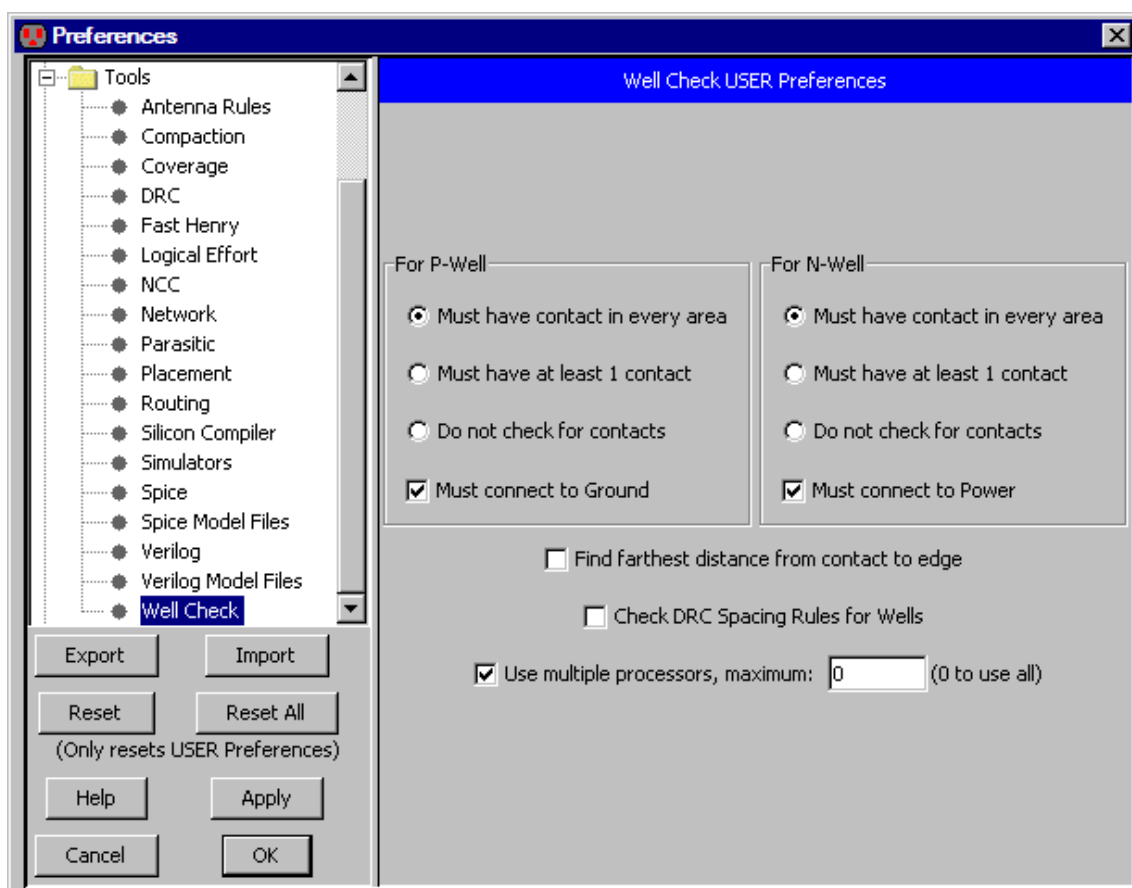 Preferences
Tools
Antenna Rules
Compaction
Coverage
DRC
Fast Henry
Logical Effort
NCC
Network
Parasitic
Placement
Routing
Silicon Compiler
Simulators
Spice
Spice Model Files
Verilog
Verilog Model Files
Well Check
Export Import
Reset Reset All
(Only resets USER Preferences)
Help Apply
Cancel OK
Well Check USER Preferences
For P-Well
Must have contact in every area
Must have at least 1 contact
Do not check for contacts
Must connect to Ground
For N-Well
Must have contact in every area
Must have at least 1 contact
Do not check for contacts
Must connect to Power
Find farthest distance from contact to edge
Check DRC Spacing Rules for Wells
Use multiple processors, maximum: 0 (0 to use all)